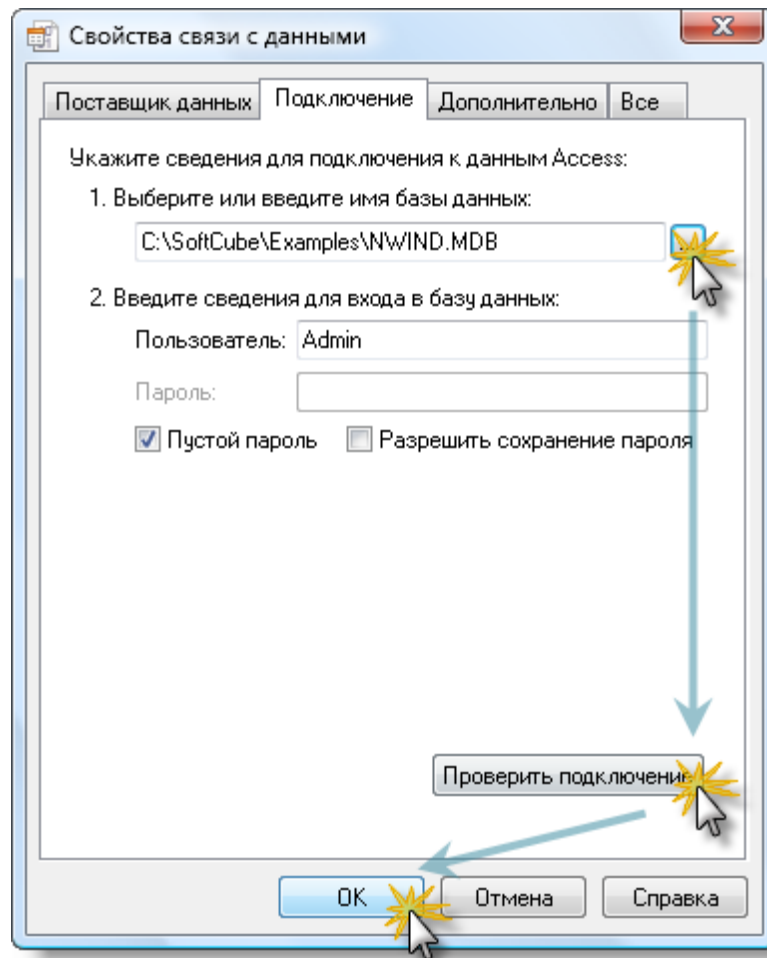 Свойства связи с данными
Поставщик данных Подключение Дополнительно Все
Укажите сведения для подключения к данным Access:
1. Выберите или введите имя базы данных:
C:\SoftCube\Examples\NWIND.MDB
2. Введите сведения для входа в базу данных:
Пользователь: Admin
Пароль:
Пустой пароль Разрешить сохранение пароля
Проверить подключение
OK Отмена Справка